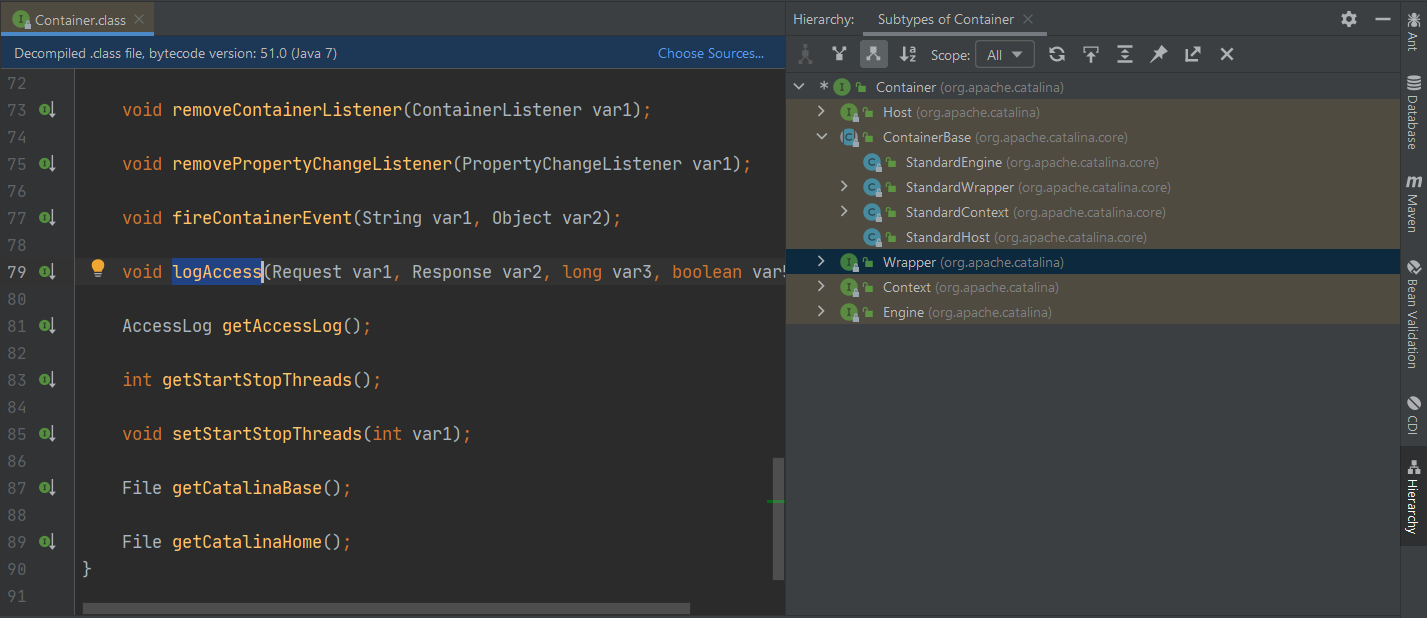 Container.class
Decompiled .class file, bytecode version: 51.0 (Java 7)
Choose Sources...
72
73 void removeContainerListener(ContainerListener var1);
74
75 void removePropertyChangeListener(PropertyChangeListener var1);
76
77 void fireContainerEvent(String var1, Object var2);
78
79 void logAccess(Request var1, Response var2, long var3, boolean var5
80
81 AccessLog getAccessLog();
82
83 int getStartStopThreads();
84
85 void setStartStopThreads(int var1);
86
87 File getCatalinaBase();
88
89 File getCatalinaHome();
90 }
91
Hierarchy: Subtypes of Container
Scope: All
* Container (org.apache.catalina)
Host (org.apache.catalina)
ContainerBase (org.apache.catalina.core)
StandardEngine (org.apache.catalina.core)
StandardWrapper (org.apache.catalina.core)
StandardContext (org.apache.catalina.core)
StandardHost (org.apache.catalina.core)
Wrapper (org.apache.catalina)
Context (org.apache.catalina)
Engine (org.apache.catalina)
Ant
Database
Maven
Bean Validation
CDI
Hierarchy